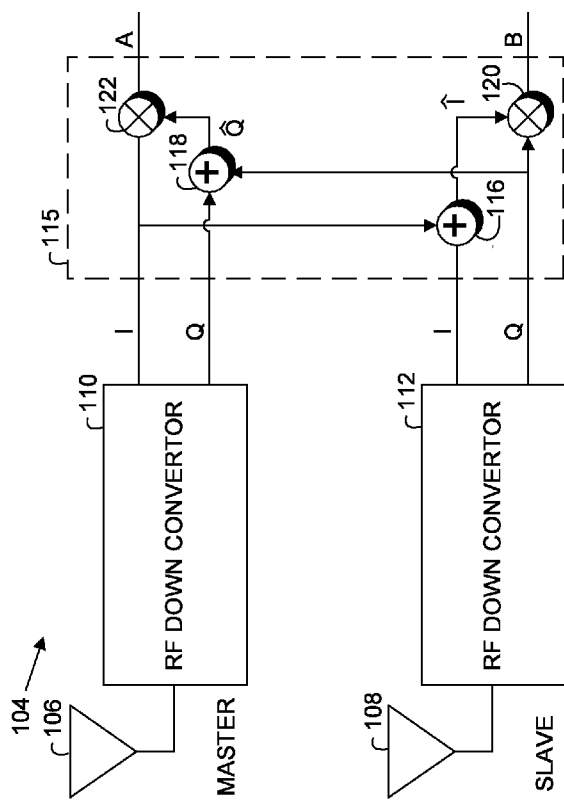 104
106
MASTER
110
RF DOWN CONVERTOR
I
Q
115
118
+
Q̂
122
A
108
SLAVE
112
RF DOWN CONVERTOR
I
Q
116
+
Î
120
B